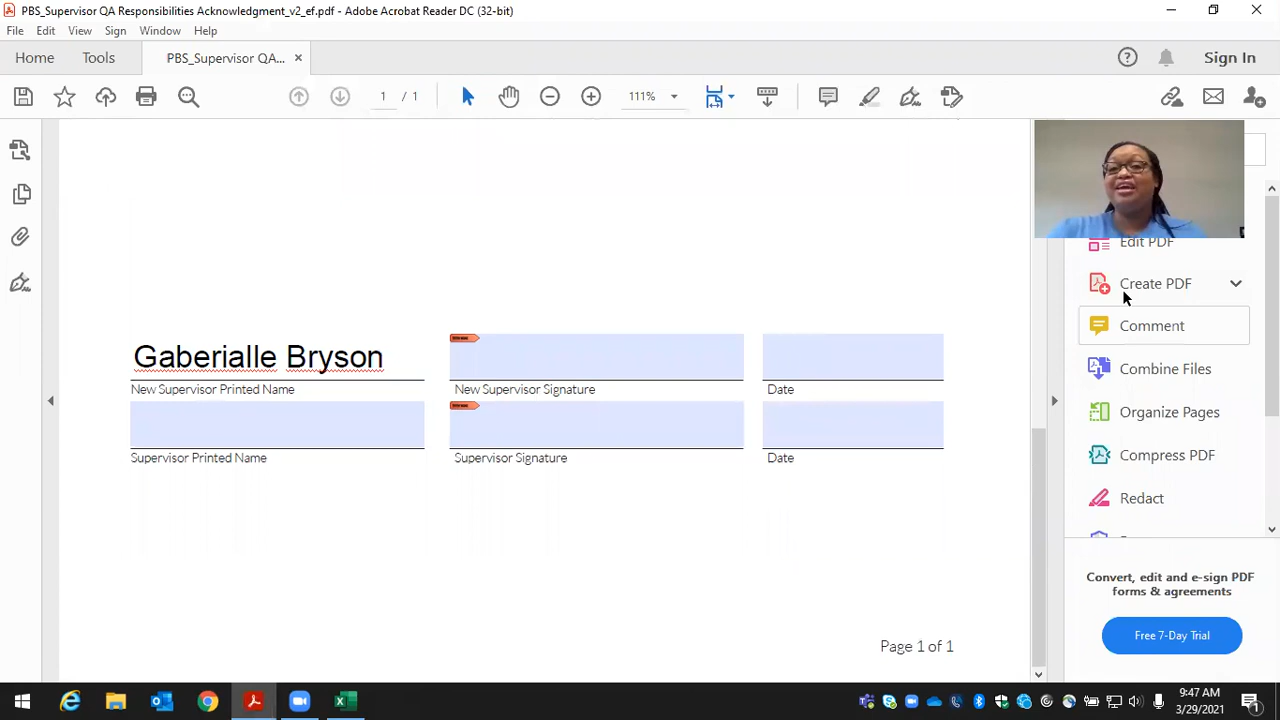 PBS_Supervisor QA Responsibilities Acknowledgment_v2_ef.pdf - Adobe Acrobat Reader DC (32-bit)
File Edit View Sign Window Help
Home Tools PBS_Supervisor QA... × Sign In
1 / 1 111%
Edit PDF
Create PDF
Comment
Combine Files
Organize Pages
Compress PDF
Redact
Gaberialle Bryson
New Supervisor Printed Name New Supervisor Signature Date
Supervisor Printed Name Supervisor Signature Date
Page 1 of 1
Convert, edit and e-sign PDF
forms & agreements
Free 7-Day Trial
9:47 AM
3/29/2021
1